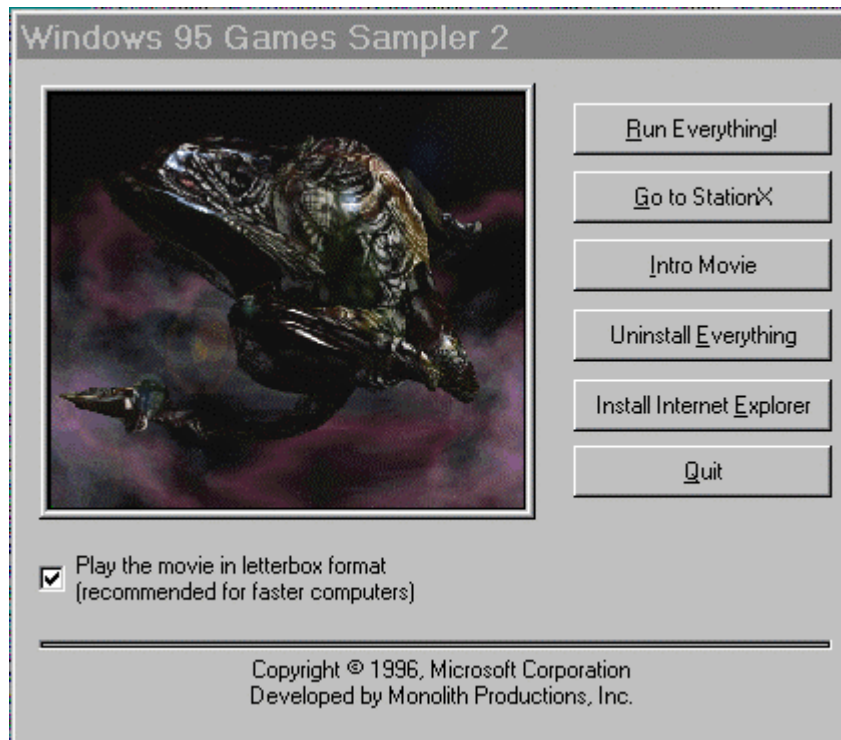 Windows 95 Games Sampler 2
Run Everything!
Go to StationX
Intro Movie
Uninstall Everything
Install Internet Explorer
Quit
Play the movie in letterbox format
(recommended for faster computers)
Copyright © 1996, Microsoft Corporation
Developed by Monolith Productions, Inc.